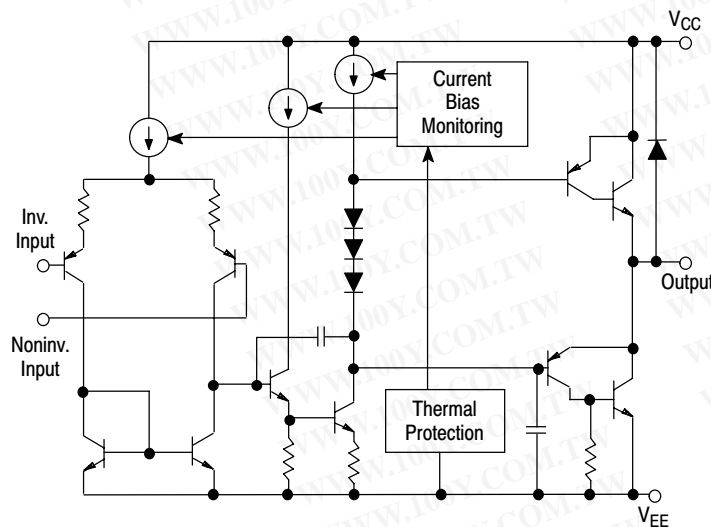 VCC
Current
Bias
Monitoring
Inv.
Input
Output
Noninv.
Input
Thermal
Protection
VEE
WWW.100Y.COM.TW